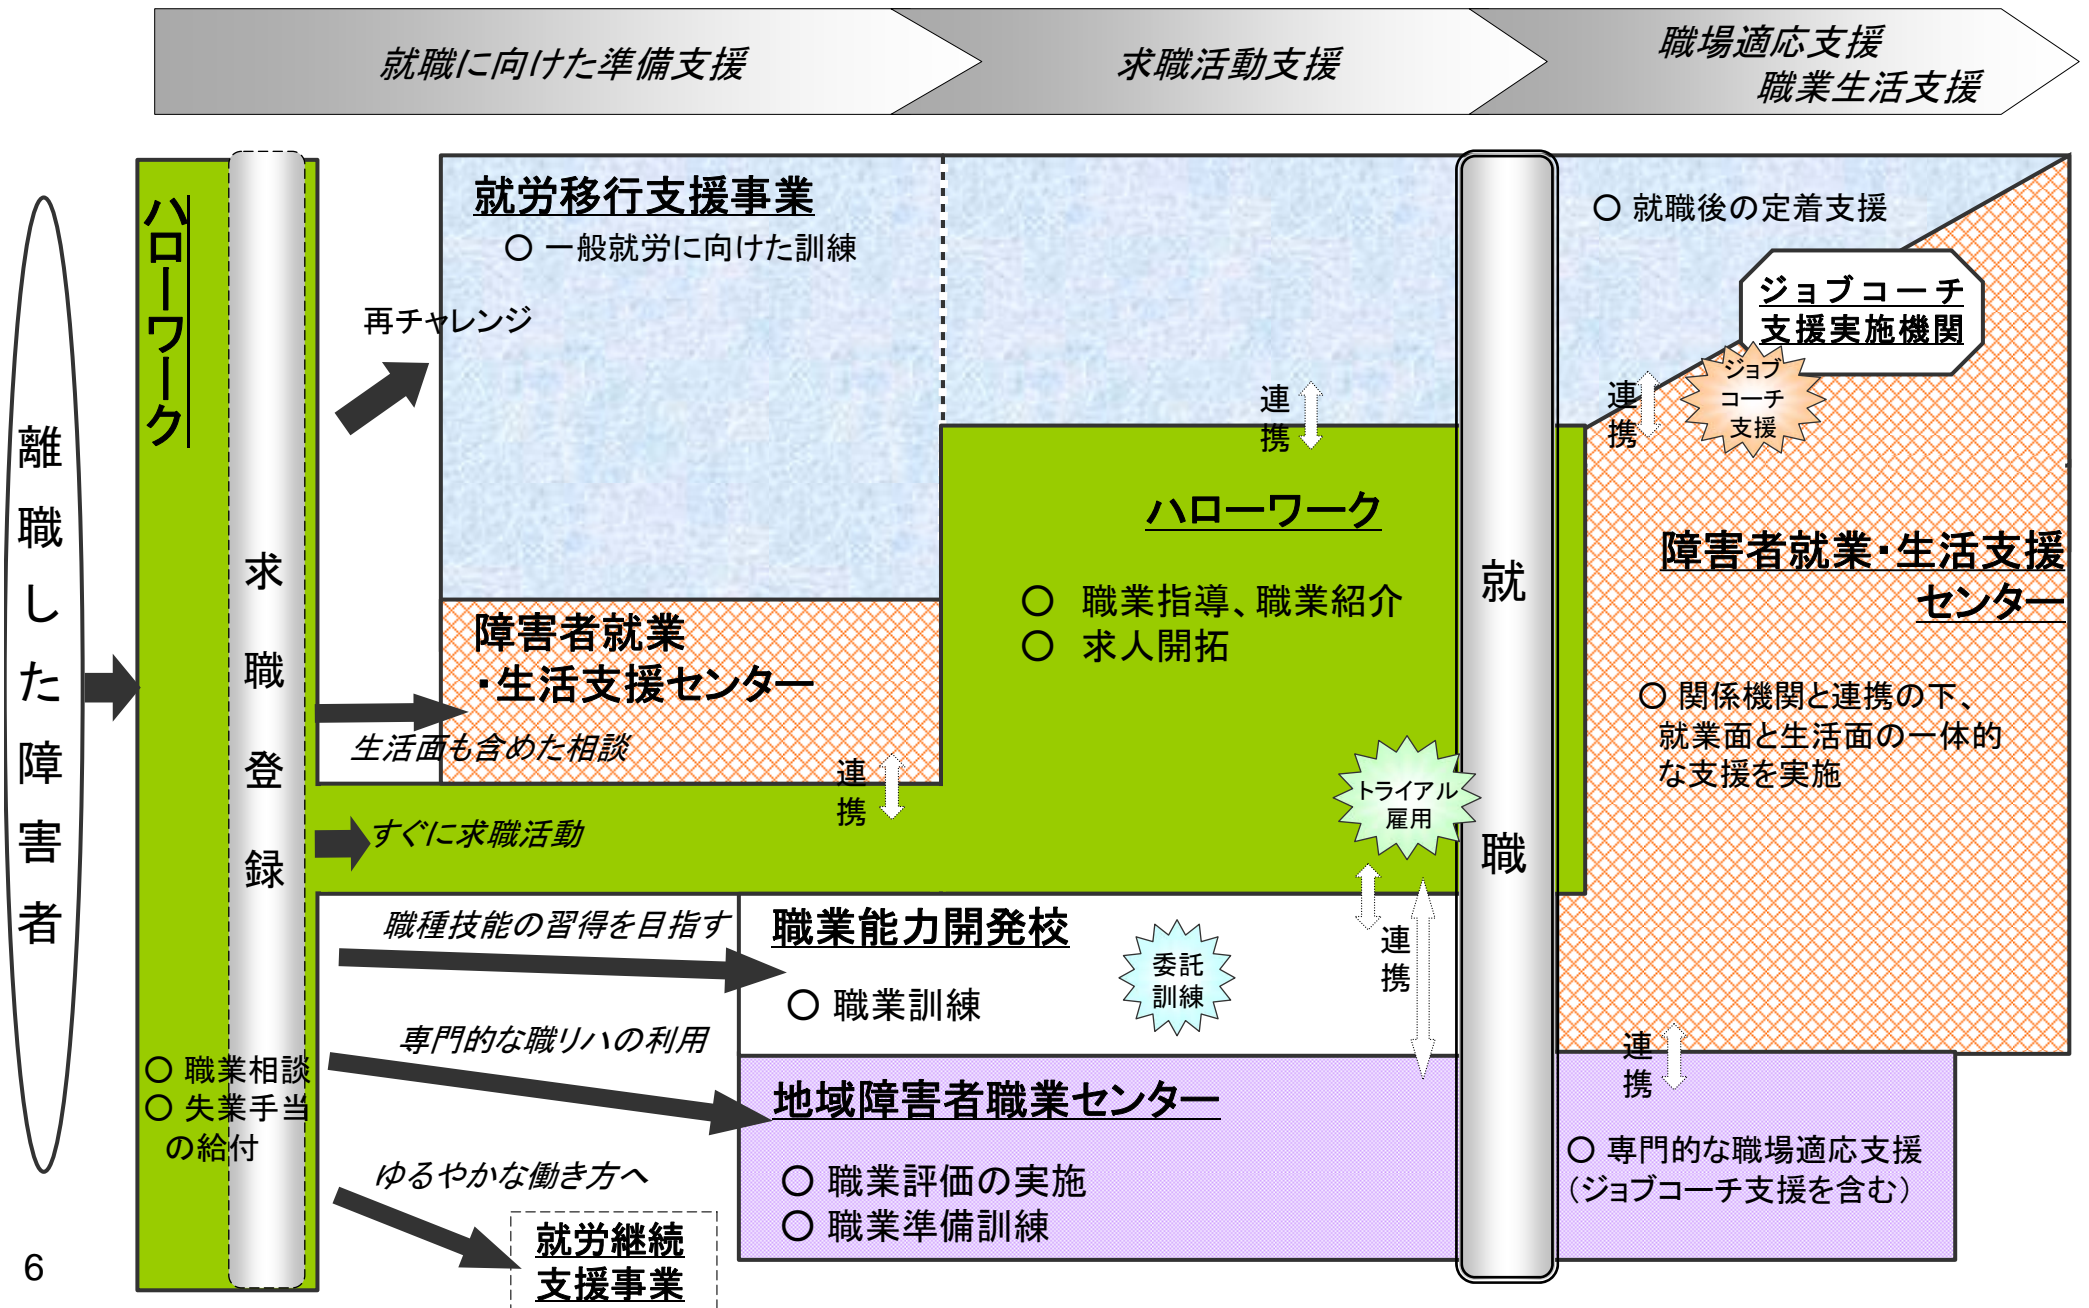 就職に向けた準備支援
求職活動支援
職場適応支援
職業生活支援
離職した障害者
ハローワーク
求職登録
○ 職業相談
○ 失業手当
の給付
再チャレンジ
生活面も含めた相談
すぐに求職活動
職種技能の習得を目指す
専門的な職リハの利用
ゆるやかな働き方へ
就労移行支援事業
○ 一般就労に向けた訓練
障害者就業
・生活支援センター
連携
ハローワーク
○ 職業指導、職業紹介
○ 求人開拓
連携
トライアル
雇用
職業能力開発校
○ 職業訓練
委託
訓練
連携
地域障害者職業センター
○ 職業評価の実施
○ 職業準備訓練
就労継続
支援事業
就職
○ 就職後の定着支援
ジョブコーチ
支援実施機関
ジョブ
コーチ
支援
連携
障害者就業・生活支援
センター
○ 関係機関と連携の下、
就業面と生活面の一体的
な支援を実施
連携
○ 専門的な職場適応支援
（ジョブコーチ支援を含む）
6